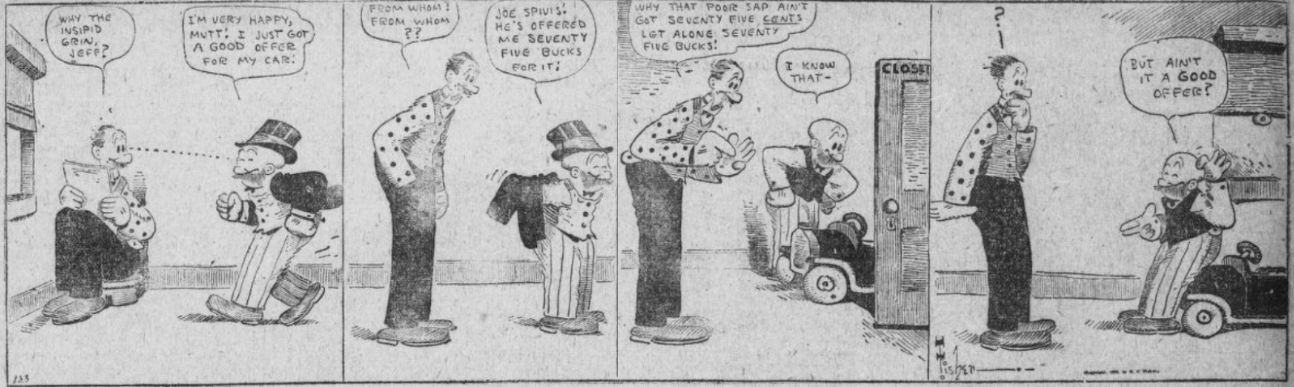 WHY THE
INSIPID
GRIN,
JEFF?
I'M VERY HAPPY,
MUTT! I JUST GOT
A GOOD OFFER
FOR MY CAR!
FROM WHOM!
FROM WHOM
??
JOE SPIVIS!
HE'S OFFERED
ME SEVENTY
FIVE BUCKS
FOR IT!
WHY THAT POOR SAP AIN'T
GOT SEVENTY FIVE CENTS
LET ALONE SEVENTY
FIVE BUCKS!
I KNOW
THAT-
CLOSE
?
BUT AIN'T
IT A GOOD
OFFER?
133